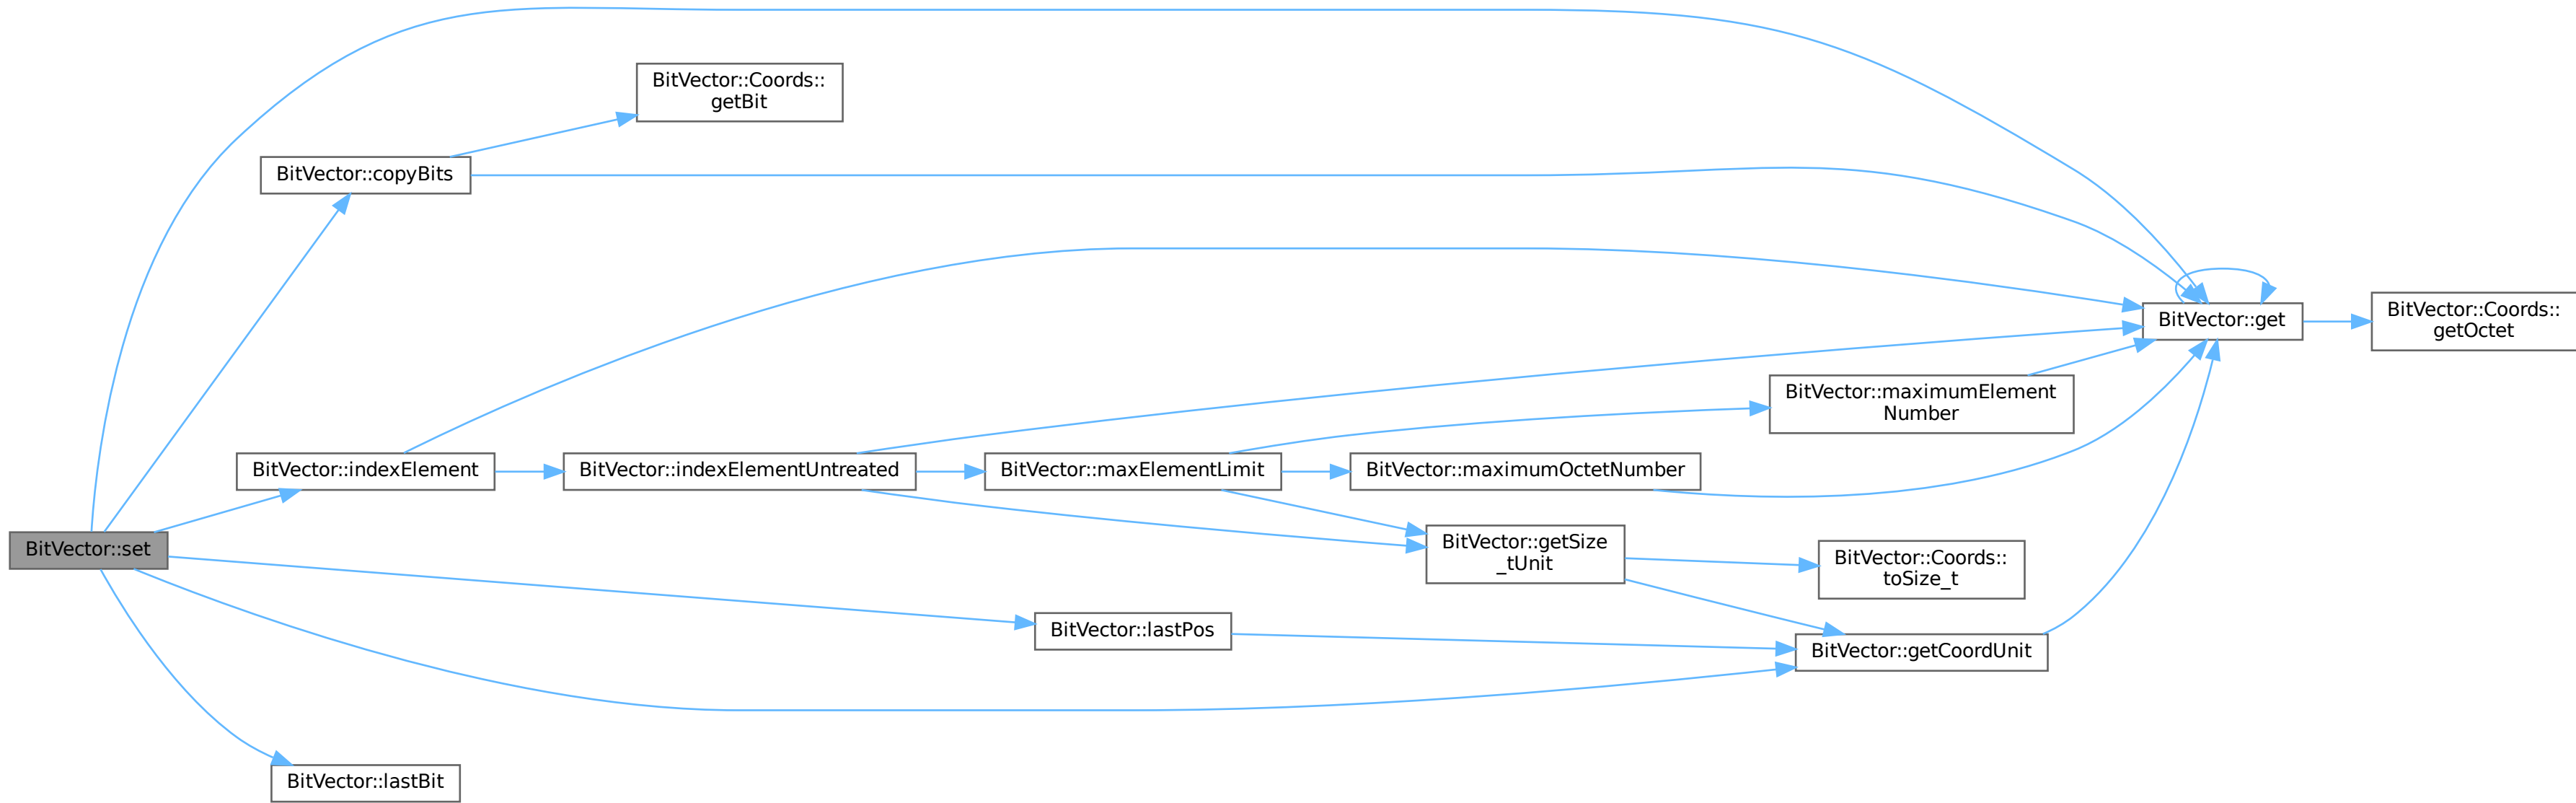 BitVector::Coords::
getBit
BitVector::copyBits
BitVector::get
BitVector::Coords::
getOctet
BitVector::maximumElement
Number
BitVector::indexElement
BitVector::indexElementUntreated
BitVector::maxElementLimit
BitVector::maximumOctetNumber
BitVector::set
BitVector::getSize
_tUnit
BitVector::Coords::
toSize_t
BitVector::lastPos
BitVector::getCoordUnit
BitVector::lastBit